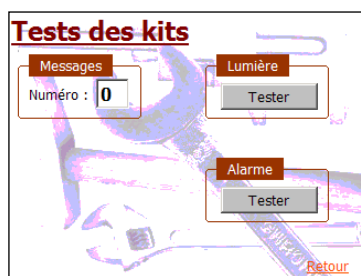 Tests des kits
Messages
Numéro : 0
Lumière
Tester
Alarme
Tester
Retour